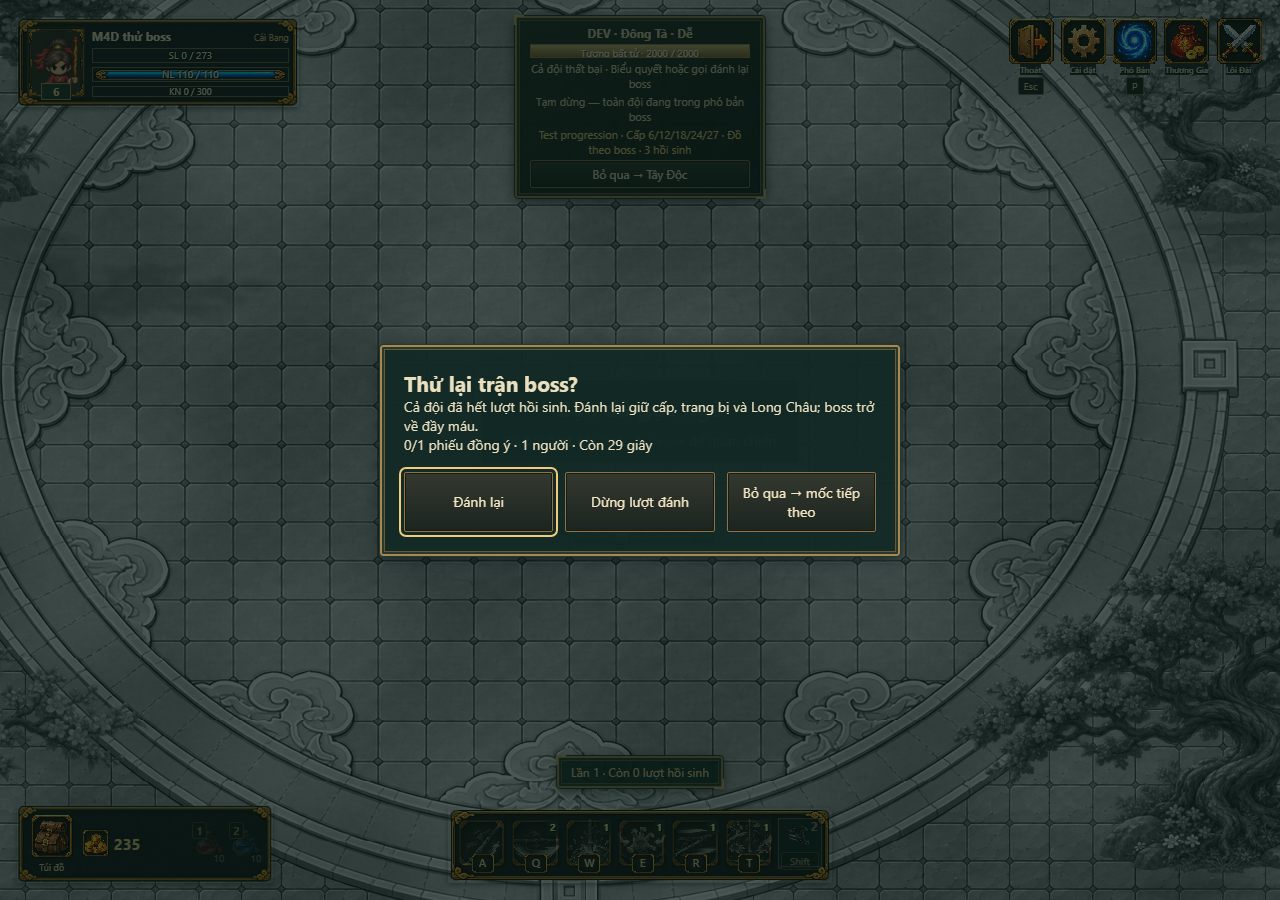 M4D thử boss
Cái Bang
SL 0 / 273
NL 110 / 110
KN 0 / 300
6
DEV · Đông Tà · Dễ
Tượng bất tử · 2000 / 2000
Cả đội thất bại · Biểu quyết hoặc gọi đánh lại
boss
Tạm dừng — toàn đội đang trong phó bản
boss
Test progression · Cấp 6/12/18/24/27 · Đồ
theo boss · 3 hồi sinh
Bỏ qua → Tây Độc
Thoát
Cài đặt
Phó Bản
Thương Gia
Lôi Đài
Esc
P
Thử lại trận boss?
Cả đội đã hết lượt hồi sinh. Đánh lại giữ cấp, trang bị và Long Châu; boss trở
về đầy máu.
0/1 phiếu đồng ý · 1 người · Còn 29 giây
Đánh lại
Dừng lượt đánh
Bỏ qua → mốc tiếp
theo
Lần 1 · Còn 0 lượt hồi sinh
Túi đồ
235
1
10
2
10
A
2
Q
1
W
1
E
1
R
1
T
2
Shift